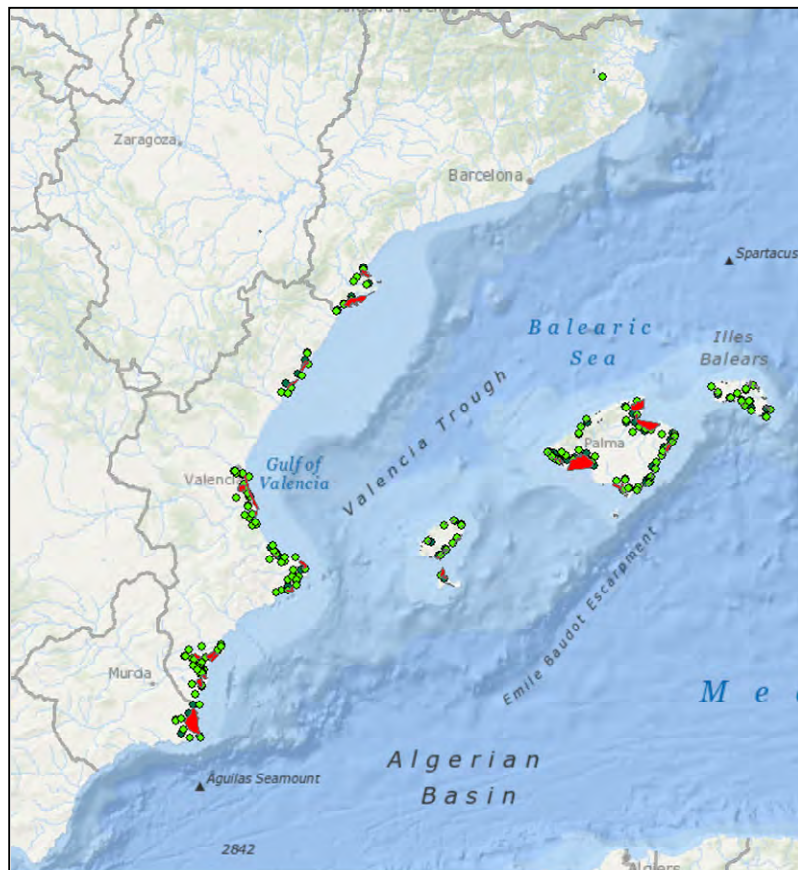 Zaragoza
Barcelona
Spartacus
Balearic
Sea
Illes
Balears
Valencia Trough
Palma
Gulf of
Valencia
Valencia
Emile Baudot Escarpment
Murcia
M e
Algerian
Basin
Águilas Seamount
2842
Algiers